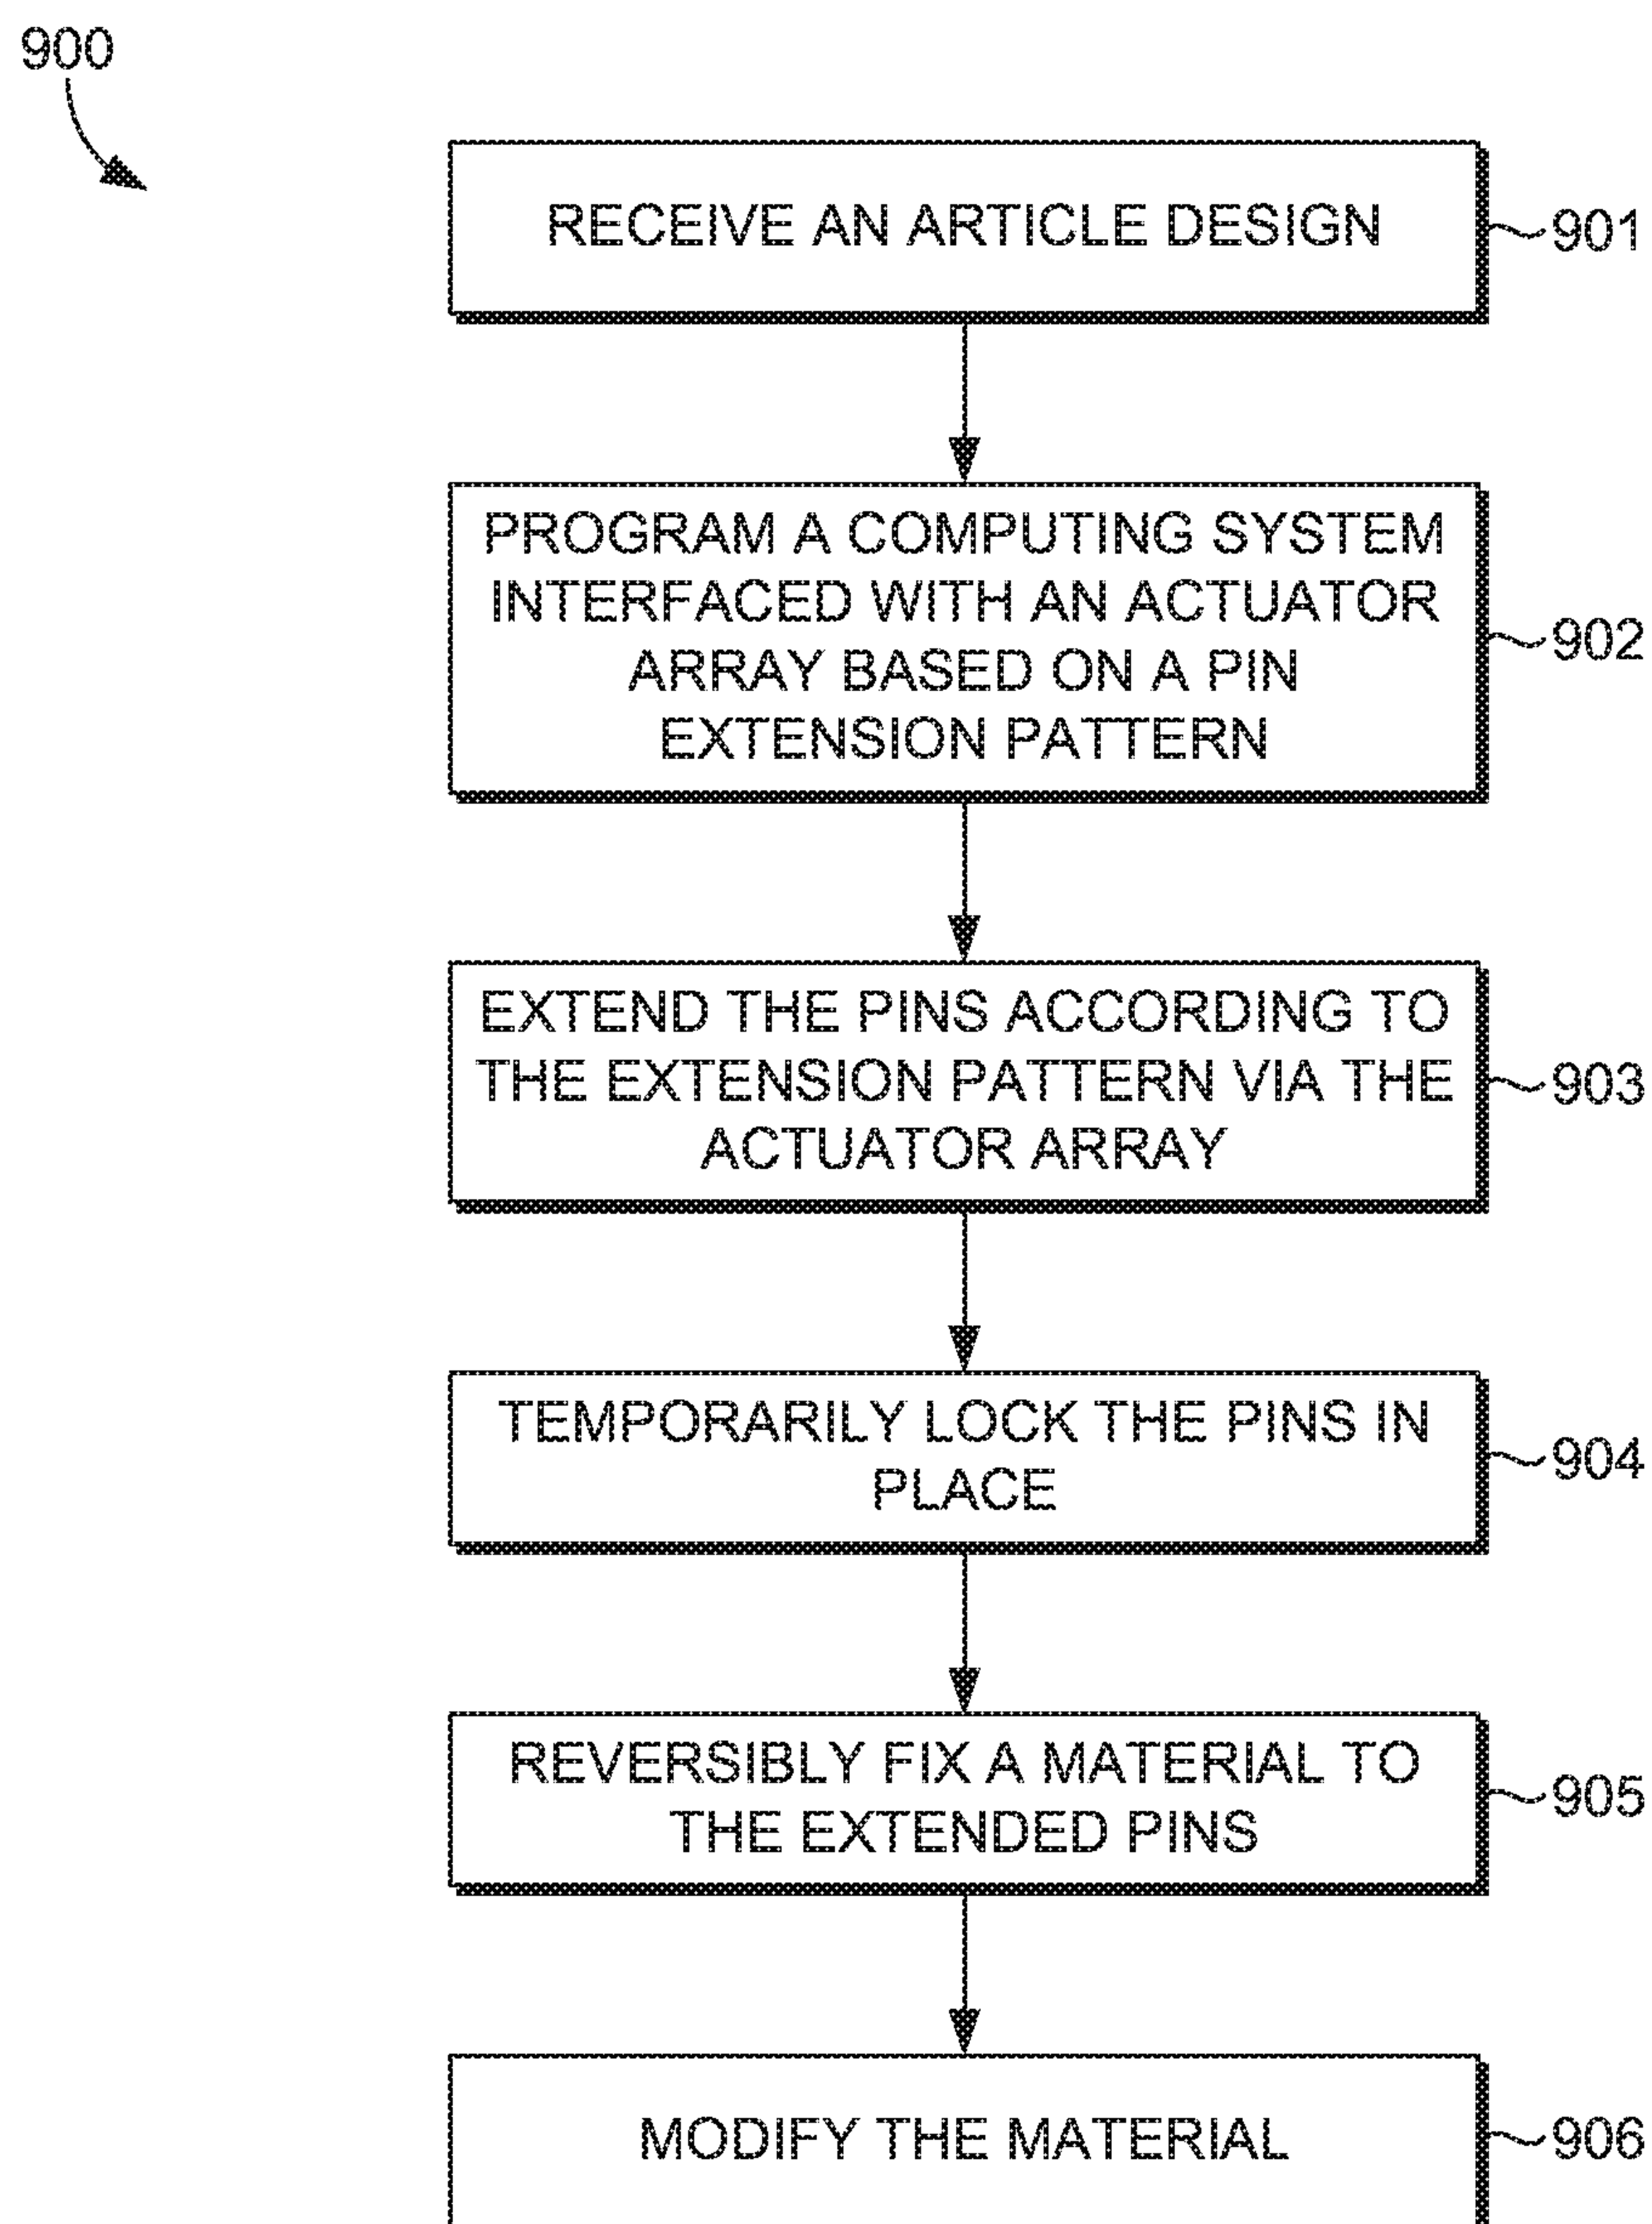 900
RECEIVE AN ARTICLE DESIGN
901
PROGRAM A COMPUTING SYSTEM
INTERFACED WITH AN ACTUATOR
ARRAY BASED ON A PIN
EXTENSION PATTERN
902
EXTEND THE PINS ACCORDING TO
THE EXTENSION PATTERN VIA THE
ACTUATOR ARRAY
903
TEMPORARILY LOCK THE PINS IN
PLACE
904
REVERSIBLY FIX A MATERIAL TO
THE EXTENDED PINS
905
MODIFY THE MATERIAL
906